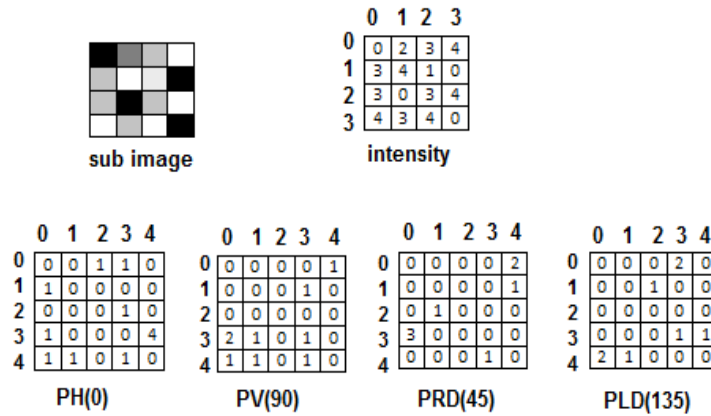 0 1 2 3
0 0 2 3 4
1 3 4 1 0
2 3 0 3 4
3 4 3 4 0
sub image
intensity
0 1 2 3 4
0 0 0 1 1 0
1 1 0 0 0 0
2 0 0 0 1 0
3 1 0 0 0 4
4 1 1 0 1 0
PH(0)
0 1 2 3 4
0 0 0 0 0 1
1 0 0 0 1 0
2 0 0 0 0 0
3 2 1 0 1 0
4 1 1 0 1 0
PV(90)
0 1 2 3 4
0 0 0 0 0 2
1 0 0 0 0 1
2 0 1 0 0 0
3 3 0 0 0 0
4 0 0 0 1 0
PRD(45)
0 1 2 3 4
0 0 0 0 2 0
1 0 0 1 0 0
2 0 0 0 0 0
3 0 0 0 1 1
4 2 1 0 0 0
PLD(135)